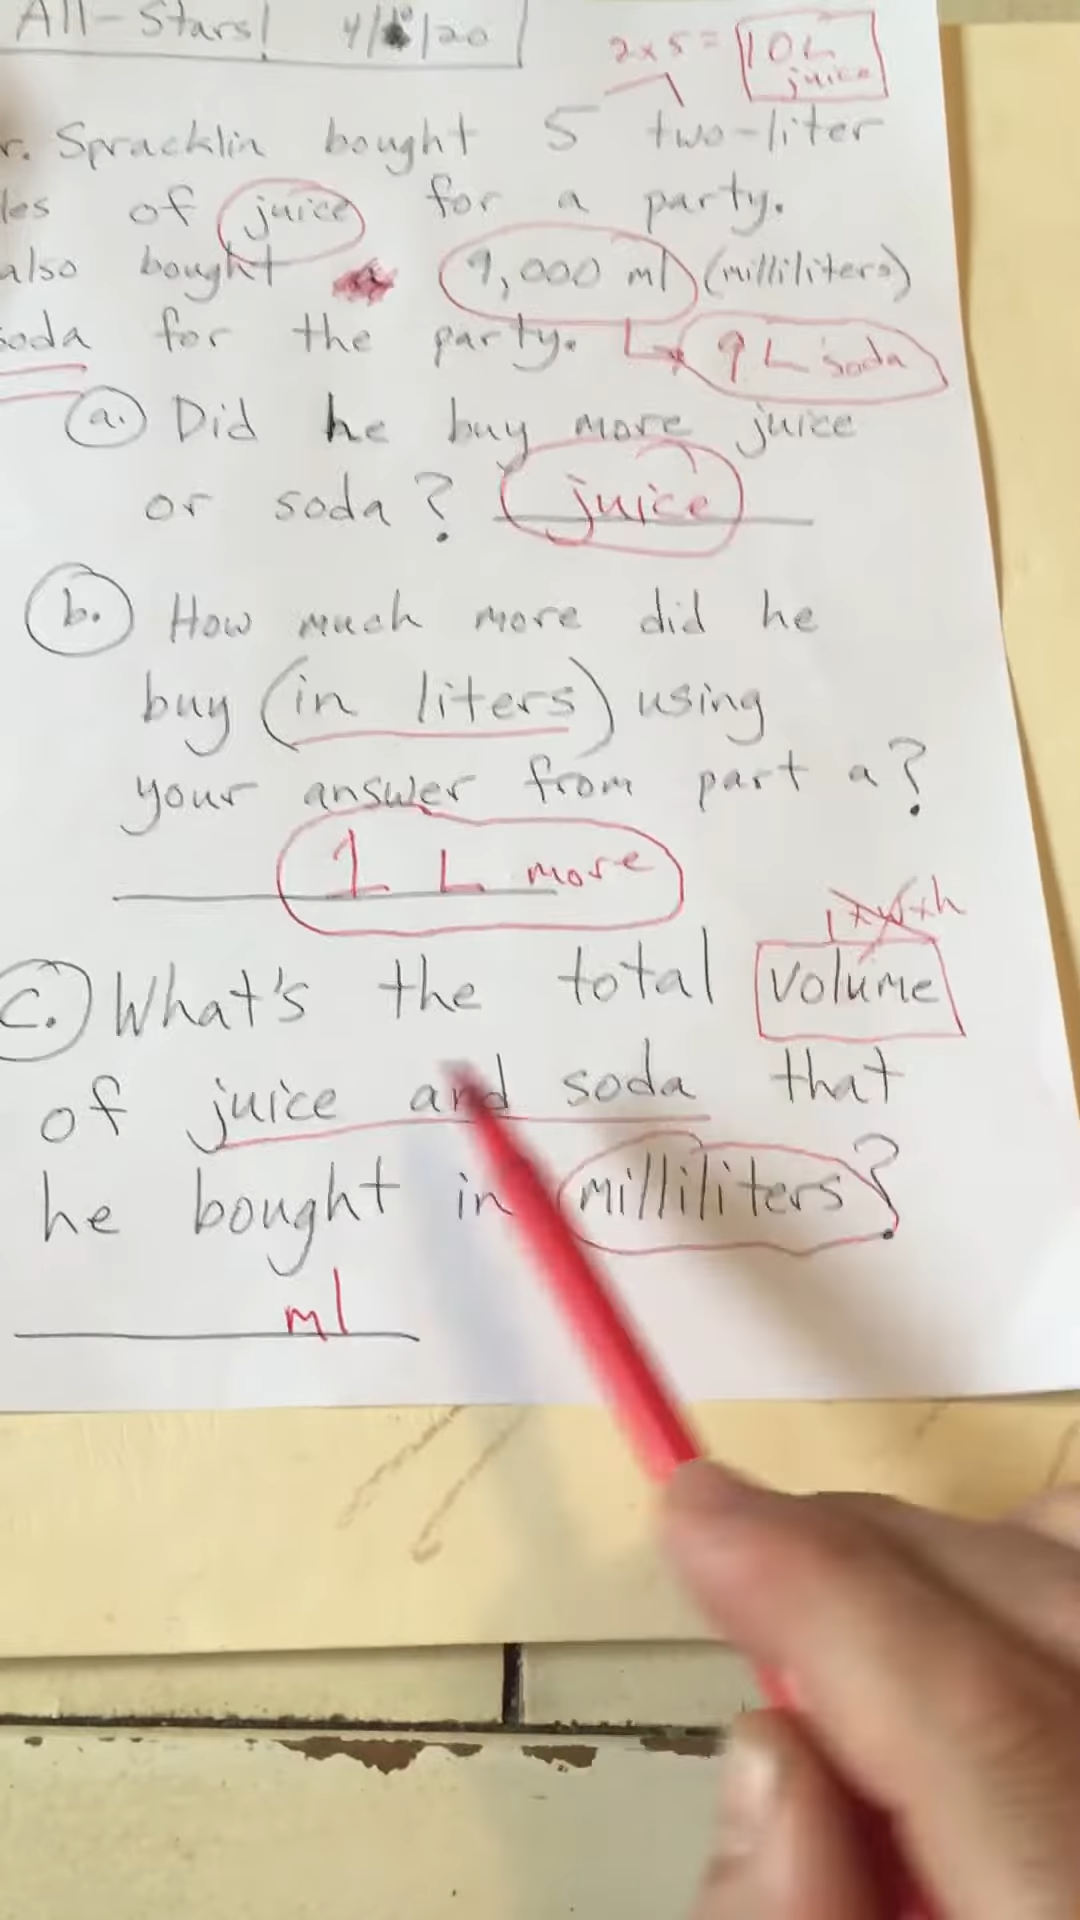 All-Stars! 4/ /20
2 x 5 = 10 L
juice
r. Spracklin bought 5 two-liter
les of juice for a party.
also bought 9,000 ml (milliliters)
soda for the party. 9 L soda
a. Did he buy more juice
or soda? juice
b. How much more did he
buy (in liters) using
your answer from part a?
1 L more
l x w x h
c. What's the total volume
of juice and soda that
he bought in milliliters?
ml